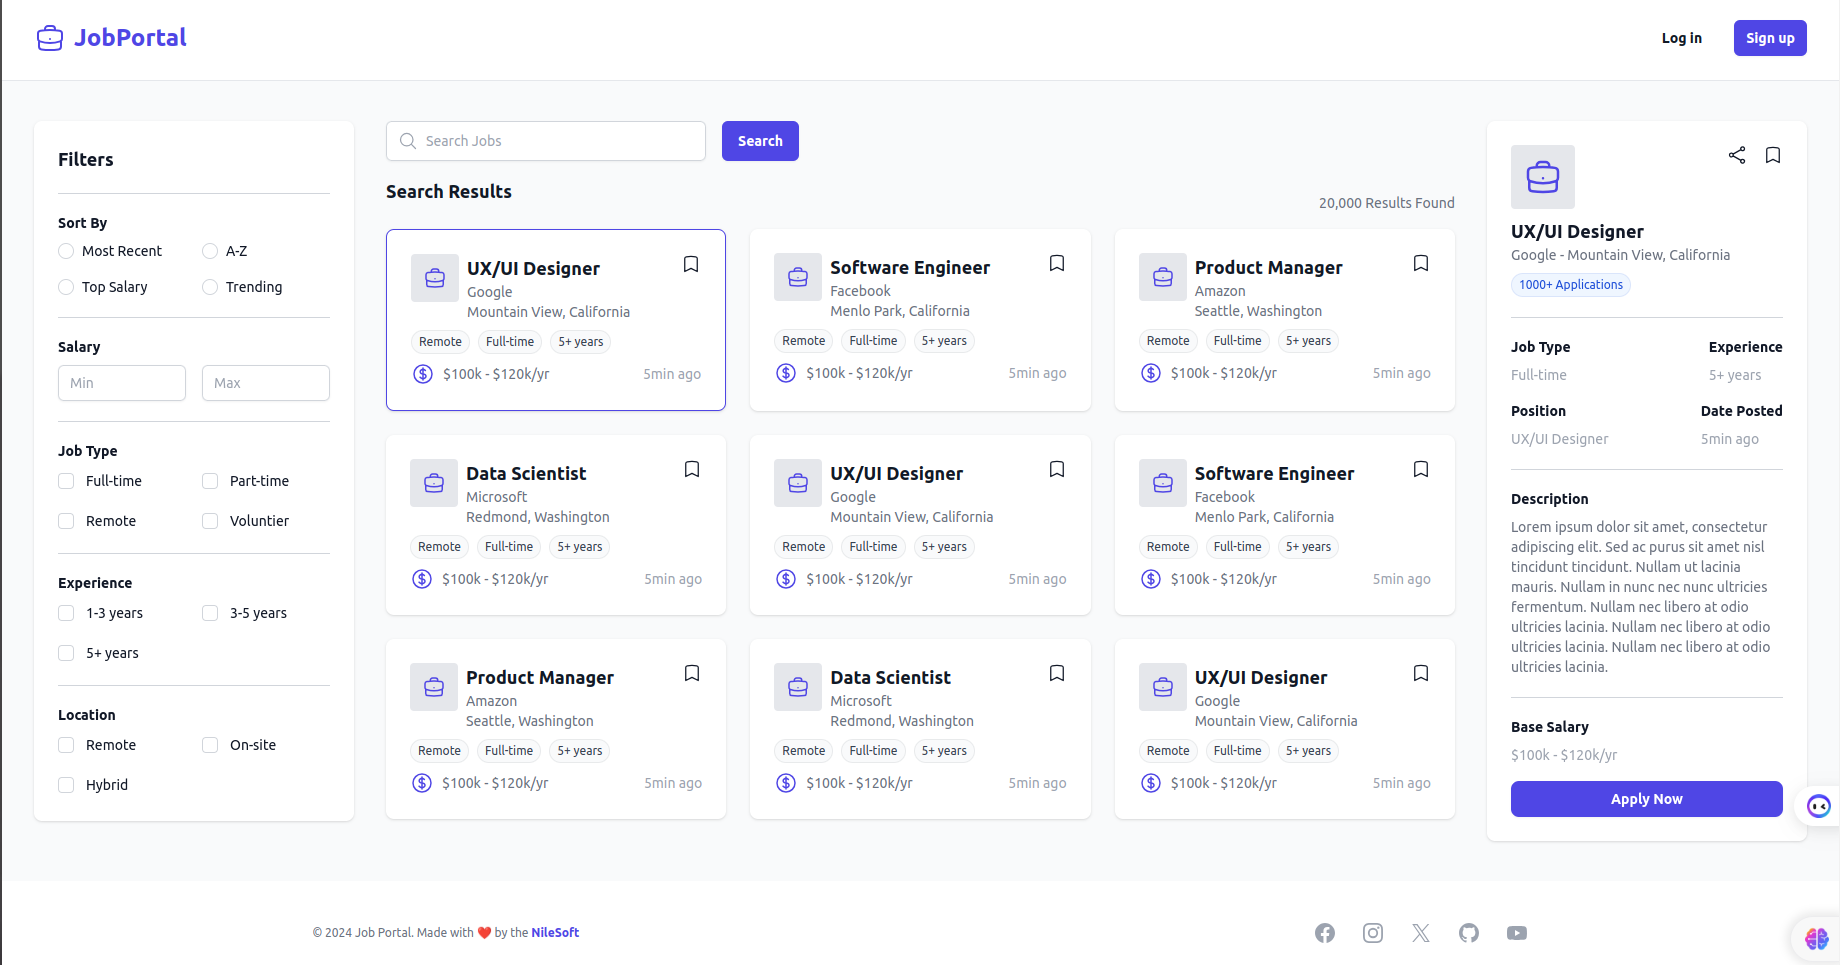 JobPortal
Log in
Sign up
Filters
Sort By
Most Recent
A-Z
Top Salary
Trending
Salary
Min
Max
Job Type
Full-time
Part-time
Remote
Voluntier
Experience
1-3 years
3-5 years
5+ years
Location
Remote
On-site
Hybrid
Search Jobs
Search
Search Results
20,000 Results Found
UX/UI Designer
Google
Mountain View, California
Remote Full-time 5+ years
$100k - $120k/yr 5min ago
Software Engineer
Facebook
Menlo Park, California
Remote Full-time 5+ years
$100k - $120k/yr 5min ago
Product Manager
Amazon
Seattle, Washington
Remote Full-time 5+ years
$100k - $120k/yr 5min ago
Data Scientist
Microsoft
Redmond, Washington
Remote Full-time 5+ years
$100k - $120k/yr 5min ago
UX/UI Designer
Google
Mountain View, California
Remote Full-time 5+ years
$100k - $120k/yr 5min ago
Software Engineer
Facebook
Menlo Park, California
Remote Full-time 5+ years
$100k - $120k/yr 5min ago
Product Manager
Amazon
Seattle, Washington
Remote Full-time 5+ years
$100k - $120k/yr 5min ago
Data Scientist
Microsoft
Redmond, Washington
Remote Full-time 5+ years
$100k - $120k/yr 5min ago
UX/UI Designer
Google
Mountain View, California
Remote Full-time 5+ years
$100k - $120k/yr 5min ago
UX/UI Designer
Google - Mountain View, California
1000+ Applications
Job Type Experience
Full-time 5+ years
Position Date Posted
UX/UI Designer 5min ago
Description
Lorem ipsum dolor sit amet, consectetur
adipiscing elit. Sed ac purus sit amet nisl
tincidunt tincidunt. Nullam ut lacinia
mauris. Nullam in nunc nec nunc ultricies
fermentum. Nullam nec libero at odio
ultricies lacinia. Nullam nec libero at odio
ultricies lacinia. Nullam nec libero at odio
ultricies lacinia.
Base Salary
$100k - $120k/yr
Apply Now
© 2024 Job Portal. Made with ❤️ by the NileSoft